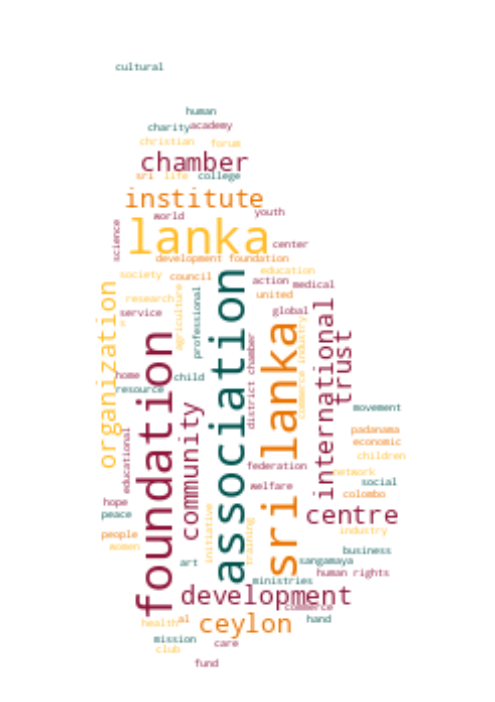 cultural
human
charity academy
christian forum
chamber
sri life college
institute
world youth
science
lanka
center
development foundation
society council education
action medical
research united
organization
agriculture
professional
association
service global
international
sri lanka
commerce industry
trust
foundation
district chamber
home child
resource
community
movement
educational
padanama
economic
children
federation
network
welfare social
colombo
hope
peace
centre
initiative
training
people industry
women
business
art sangamaya
human rights
ministries
development
commerce
health al hand
ceylon
mission care
club
fund